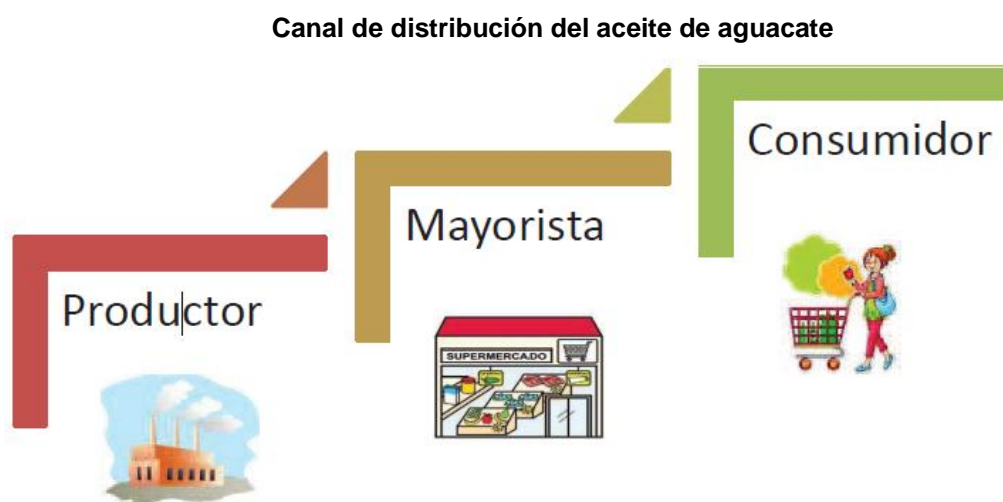 Canal de distribución del aceite de aguacate
Consumidor
Mayorista
Productor
SUPERMERCADO